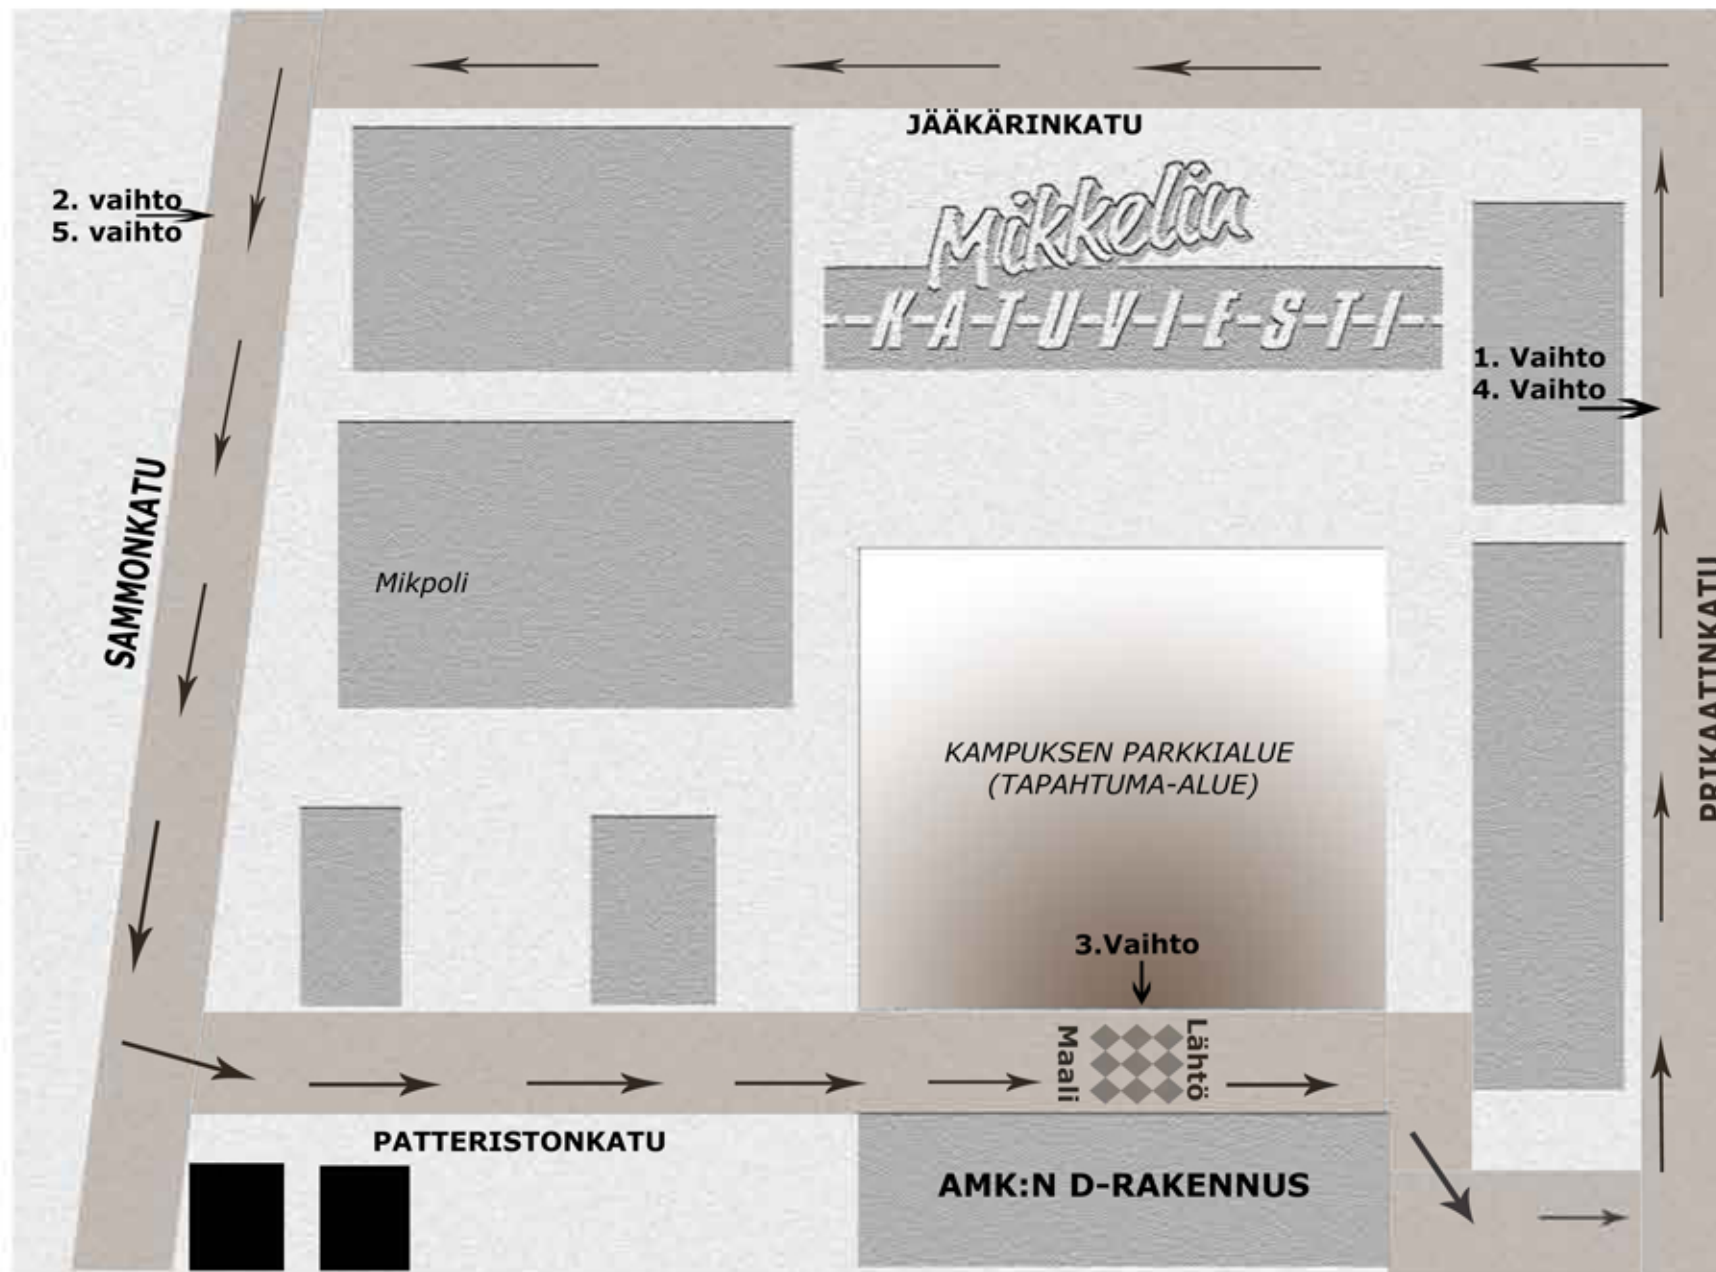 JÄÄKÄRINKATU
Mikkelin
KATUVIESTI
2. vaihto
5. vaihto
1. Vaihto
4. Vaihto
SAMMONKATU
Mikpoli
PRIKAATINKATU
KAMPUKSEN PARKKIALUE
(TAPAHTUMA-ALUE)
3.Vaihto
Maali
Lähtö
PATTERISTONKATU
AMK:N D-RAKENNUS